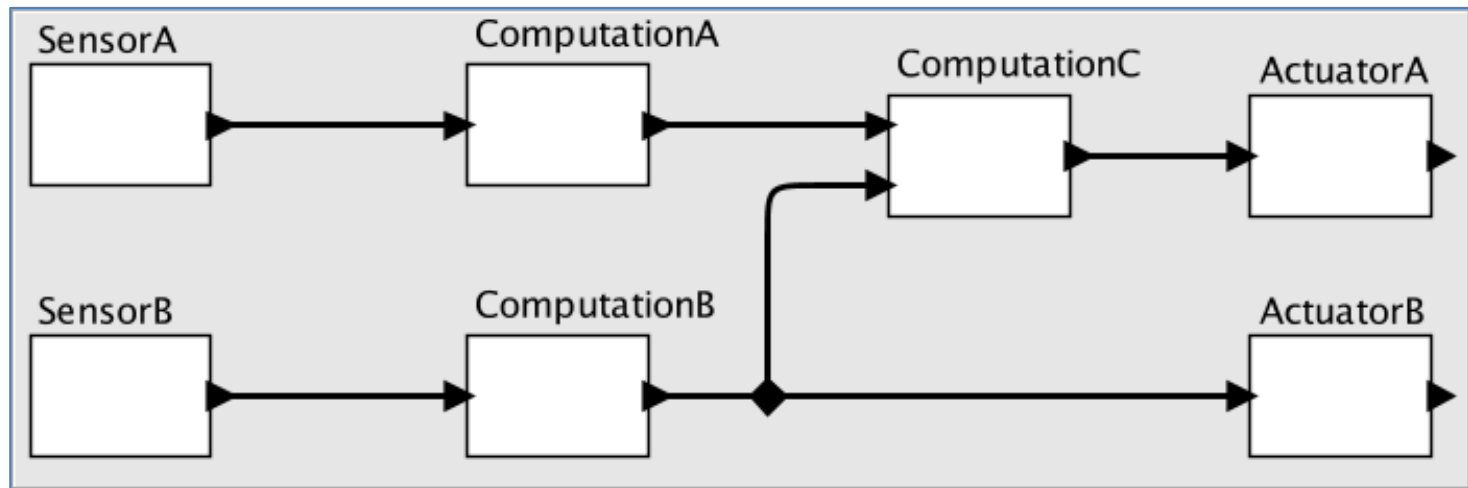 SensorA
ComputationA
ComputationC
ActuatorA
SensorB
ComputationB
ActuatorB